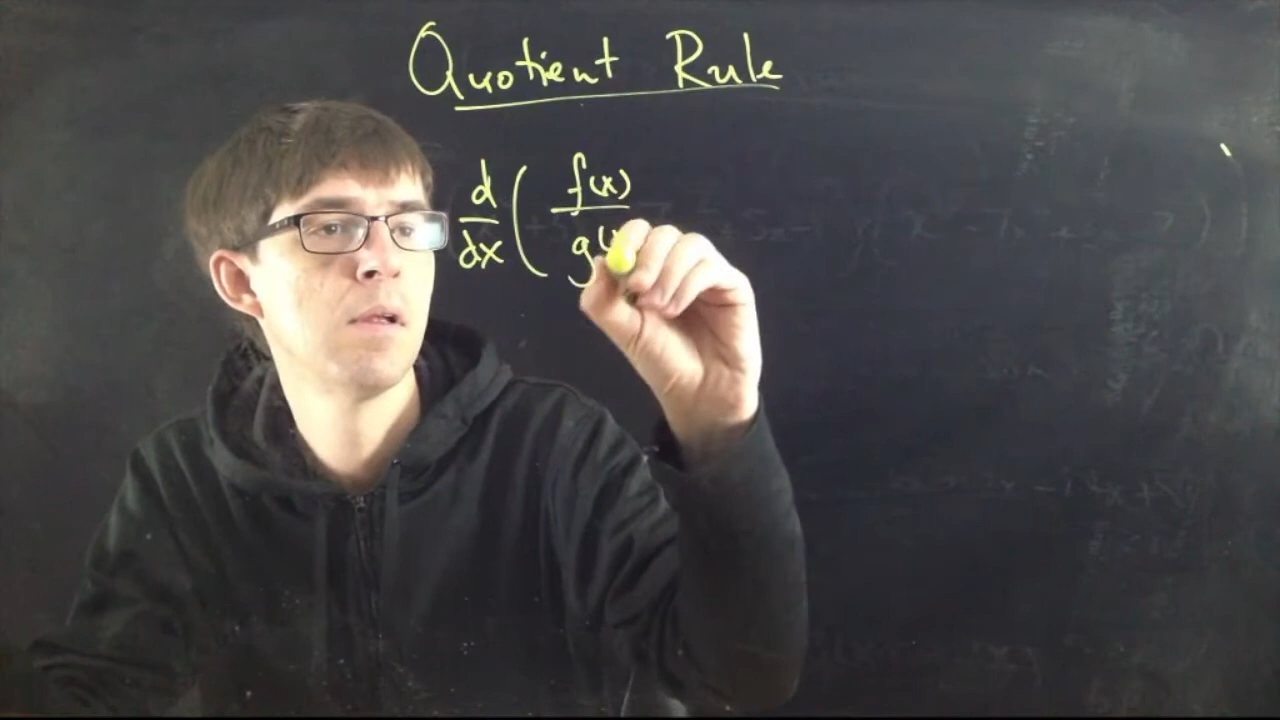 Quotient Rule
d/dx ( f(x)/g(